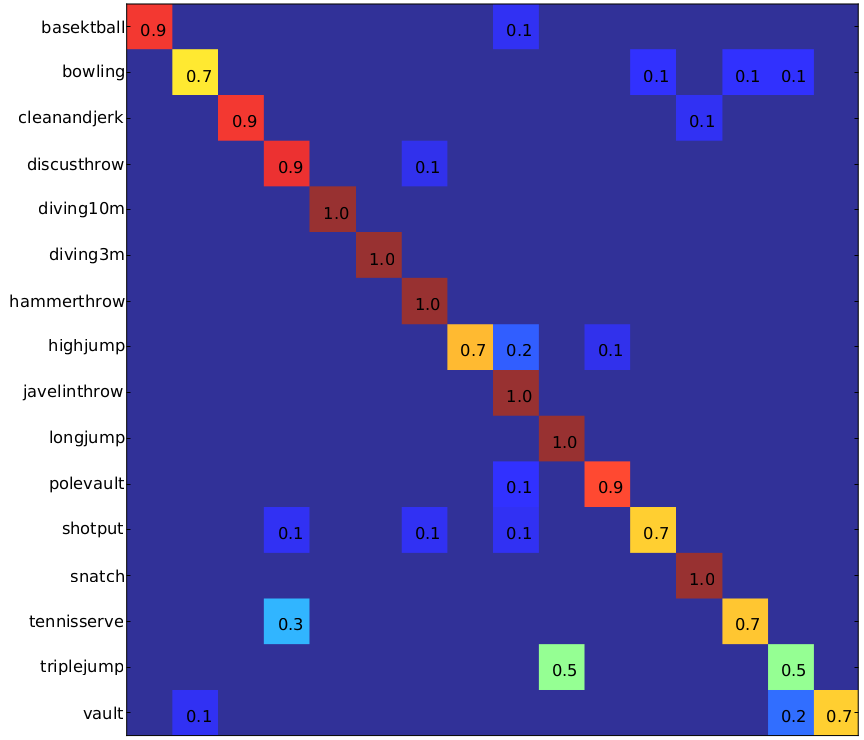 basektball 0.9 0.1
bowling 0.7 0.1 0.1 0.1
cleanandjerk 0.9 0.1
discusthrow 0.9 0.1
diving10m 1.0
diving3m 1.0
hammerthrow 1.0
highjump 0.7 0.2 0.1
javelinthrow 1.0
longjump 1.0
polevault 0.1 0.9
shotput 0.1 0.1 0.1 0.7
snatch 1.0
tennisserve 0.3 0.7
triplejump 0.5 0.5
vault 0.1 0.2 0.7